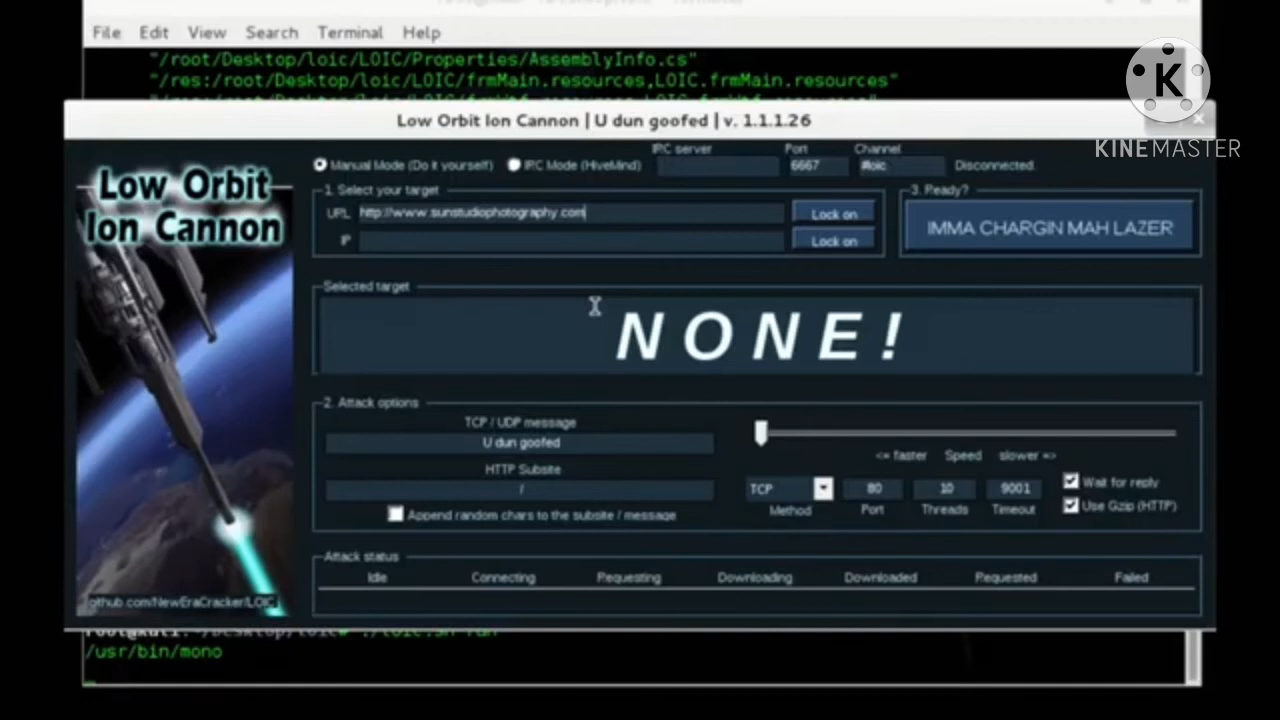 File Edit View Search Terminal Help
"/root/Desktop/loic/LOIC/Properties/AssemblyInfo.cs"
"/res:/root/Desktop/loic/LOIC/frmMain.resources,LOIC.frmMain.resources"
K
KINEMASTER
Low Orbit Ion Cannon | U dun goofed | v. 1.1.1.26
Low Orbit
Ion Cannon
IRC server Port Channel
Manual Mode (Do it yourself) IRC Mode (HiveMind) 6667 #loic Disconnected.
1. Select your target
URL http://www.sunstudiophotography.com Lock on
IP Lock on
3. Ready?
IMMA CHARGIN MAH LAZER
Selected target
NONE!
2. Attack options
TCP / UDP message
U dun goofed
HTTP Subsite
/
Append random chars to the subsite / message
<= faster Speed slower =>
TCP 80 10 9001
Method Port Threads Timeout
Wait for reply
Use Gzip (HTTP)
Attack status
Idle Connecting Requesting Downloading Downloaded Requested Failed
github.com/NewEraCracker/LOIC
/usr/bin/mono